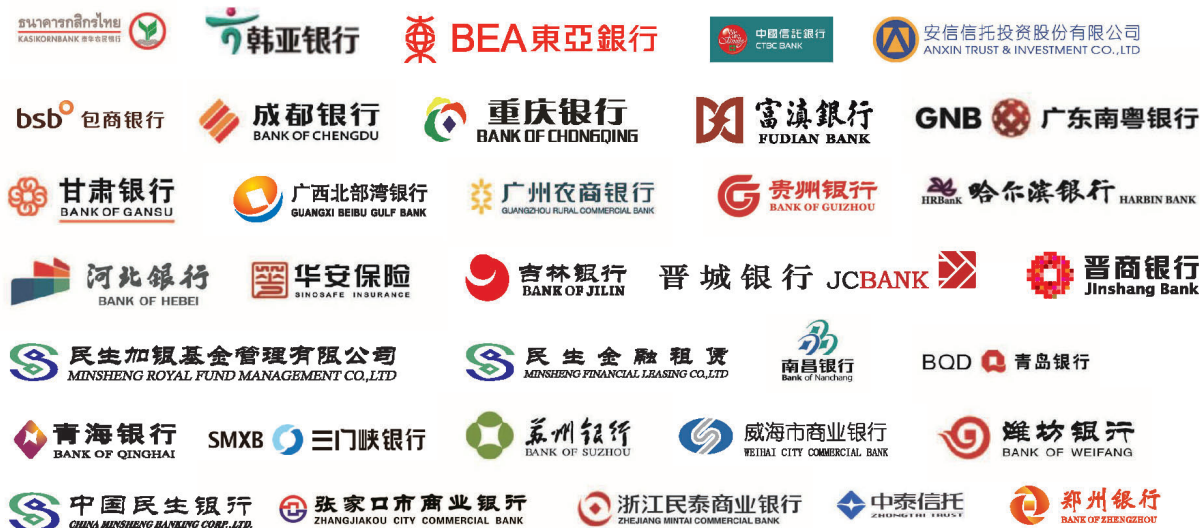 ธนาคารกสิกรไทย
KASIKORNBANK 泰华农民银行
韩亚银行
BEA東亞銀行
中國信託銀行
CTBC BANK
安信信托投资股份有限公司
ANXIN TRUST & INVESTMENT CO.,LTD
bsb 包商银行
成都银行
BANK OF CHENGDU
重庆银行
BANK OF CHONGQING
富滇銀行
FUDIAN BANK
GNB 广东南粤银行
甘肃银行
BANK OF GANSU
广西北部湾银行
GUANGXI BEIBU GULF BANK
广州农商银行
GUANGZHOU RURAL COMMERCIAL BANK
贵州银行
BANK OF GUIZHOU
HRBanK 哈尔滨银行 HARBIN BANK
河北银行
BANK OF HEBEI
华安保险
SINOSAFE INSURANCE
吉林银行
BANK OF JILIN
晋城银行 JCBANK
晋商银行
Jinshang Bank
民生加银基金管理有限公司
MINSHENG ROYAL FUND MANAGEMENT CO.,LTD
民生金融租赁
MINSHENG FINANCIAL LEASING CO.,LTD
南昌银行
Bank of Nanchang
BQD 青岛银行
青海银行
BANK OF QINGHAI
SMXB 三门峡银行
苏州银行
BANK OF SUZHOU
威海市商业银行
WEIHAI CITY COMMERCIAL BANK
潍坊银行
BANK OF WEIFANG
中国民生银行
CHINA MINSHENG BANKING CORP.,LTD.
张家口市商业银行
ZHANGJIAKOU CITY COMMERCIAL BANK
浙江民泰商业银行
ZHEJIANG MINTAI COMMERCIAL BANK
中泰信托
ZHONGTAI TRUST
郑州银行
BANK OF ZHENGZHOU